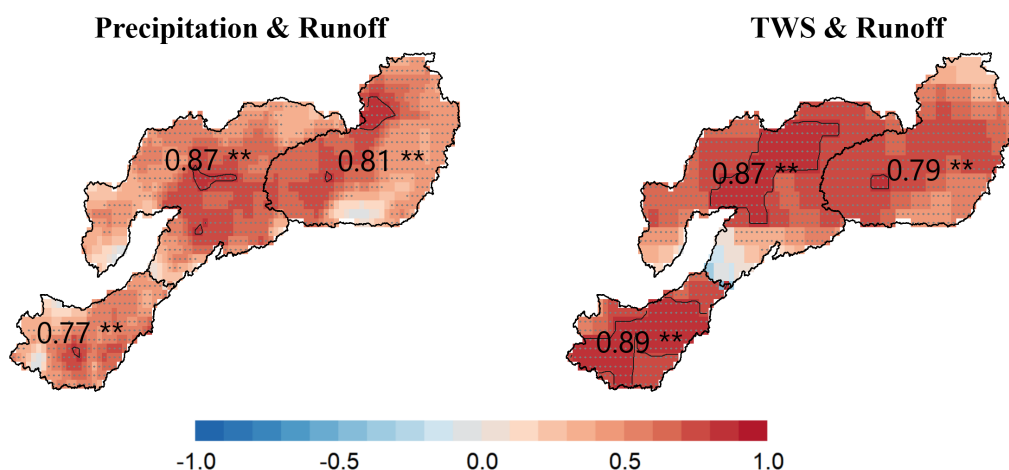 Precipitation & Runoff
TWS & Runoff
0.87 **
0.81 **
0.77 **
0.87 **
0.79 **
0.89 **
-1.0 -0.5 0.0 0.5 1.0